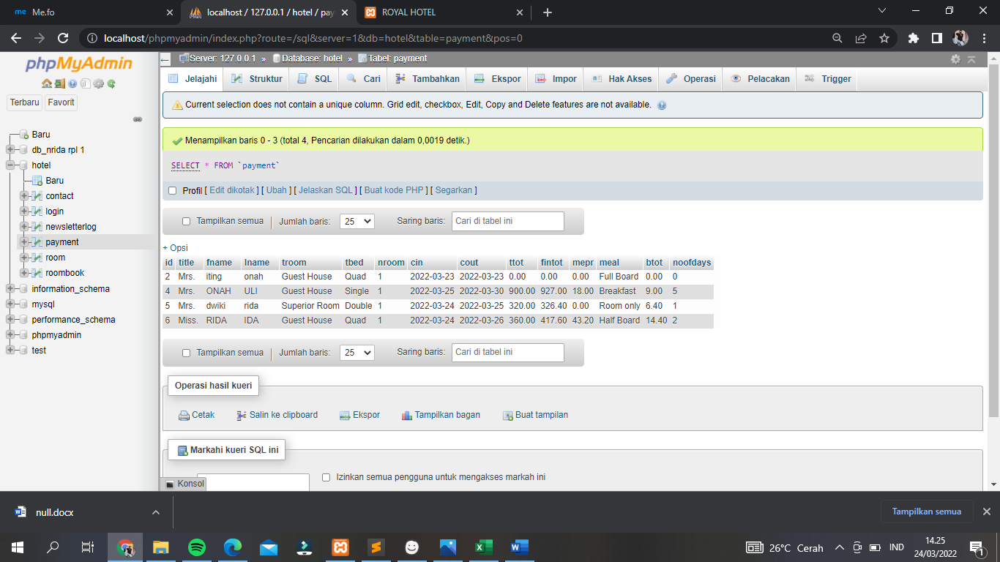 Me.fo
localhost / 127.0.0.1 / hotel / pay
ROYAL HOTEL
localhost/phpmyadmin/index.php?route=/sql&server=1&db=hotel&table=payment&pos=0
phpMyAdmin
Terbaru Favorit
Baru
db_nrida rpl 1
hotel
Baru
contact
login
newsletterlog
payment
room
roombook
information_schema
mysql
performance_schema
phpmyadmin
test
Server: 127.0.0.1 » Database: hotel » Tabel: payment
Jelajahi Struktur SQL Cari Tambahkan Ekspor Impor Hak Akses Operasi Pelacakan Trigger
Current selection does not contain a unique column. Grid edit, checkbox, Edit, Copy and Delete features are not available.
Menampilkan baris 0 - 3 (total 4, Pencarian dilakukan dalam 0,0019 detik.)
SELECT * FROM `payment`
Profil [ Edit dikotak ] [ Ubah ] [ Jelaskan SQL ] [ Buat kode PHP ] [ Segarkan ]
Tampilkan semua | Jumlah baris: 25 Saring baris: Cari di tabel ini
+ Opsi
id title fname lname troom tbed nroom cin cout ttot fintot mepr meal btot noofdays
2 Mrs. iting onah Guest House Quad 1 2022-03-23 2022-03-23 0.00 0.00 0.00 Full Board 0.00 0
4 Mrs. ONAH ULI Guest House Single 1 2022-03-25 2022-03-30 900.00 927.00 18.00 Breakfast 9.00 5
5 Mrs. dwiki rida Superior Room Double 1 2022-03-24 2022-03-25 320.00 326.40 0.00 Room only 6.40 1
6 Miss. RIDA IDA Guest House Quad 1 2022-03-24 2022-03-26 360.00 417.60 43.20 Half Board 14.40 2
Tampilkan semua | Jumlah baris: 25 Saring baris: Cari di tabel ini
Operasi hasil kueri
Cetak Salin ke clipboard Ekspor Tampilkan bagan Buat tampilan
Markahi kueri SQL ini
Izinkan semua pengguna untuk mengakses markah ini
Konsol
null.docx
Tampilkan semua
26°C Cerah
IND
14.25
24/03/2022
1